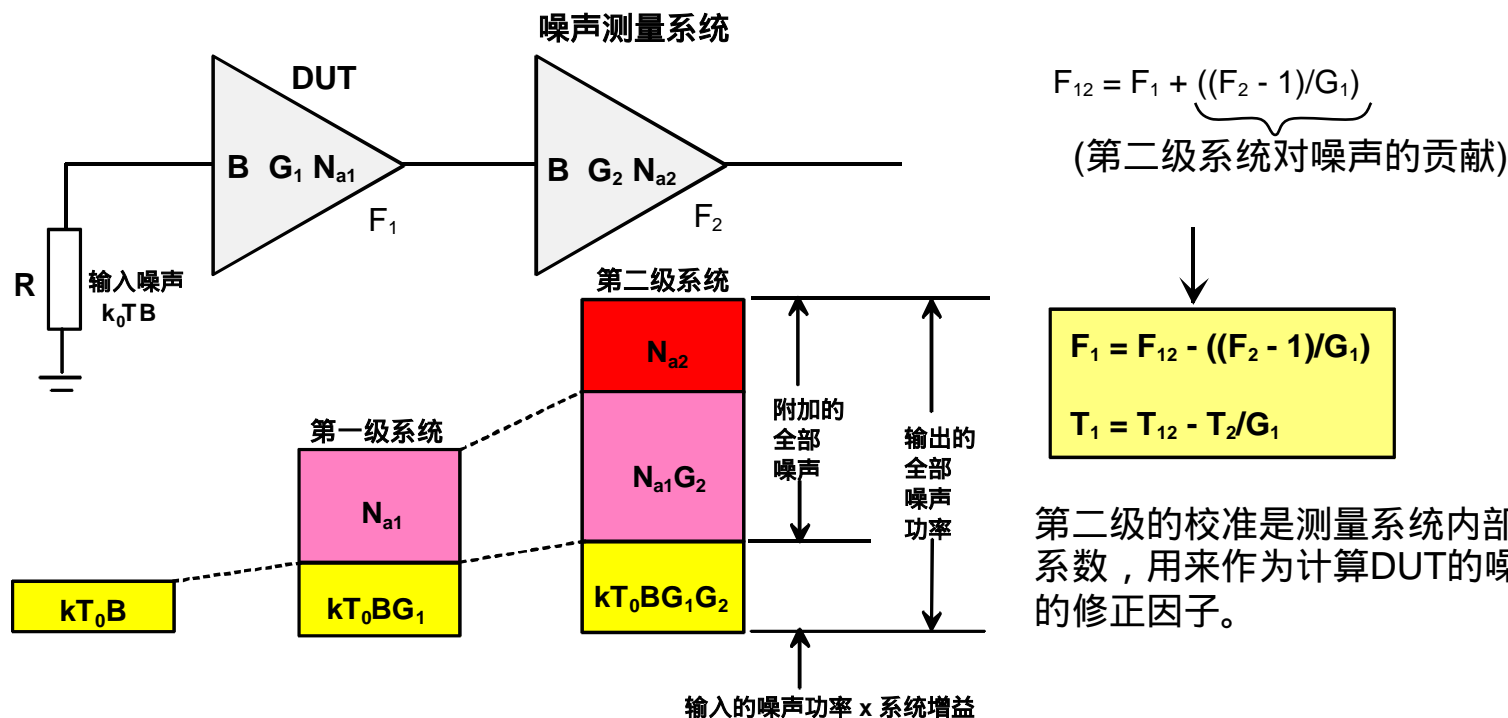 噪声测量系统
DUT
B G₁ Nₐ₁
F₁
B G₂ Nₐ₂
F₂
R
输入噪声
k₀TB
F₁₂ = F₁ + ((F₂ - 1)/G₁)
(第二级系统对噪声的贡献)
F₁ = F₁₂ - ((F₂ - 1)/G₁)
T₁ = T₁₂ - T₂/G₁
第二级的校准是测量系统内部
系数，用来作为计算DUT的噪
的修正因子。
kT₀B
第一级系统
Nₐ₁
kT₀BG₁
第二级系统
Nₐ₂
Nₐ₁G₂
kT₀BG₁G₂
附加的
全部
噪声
输出的
全部
噪声
功率
输入的噪声功率 x 系统增益